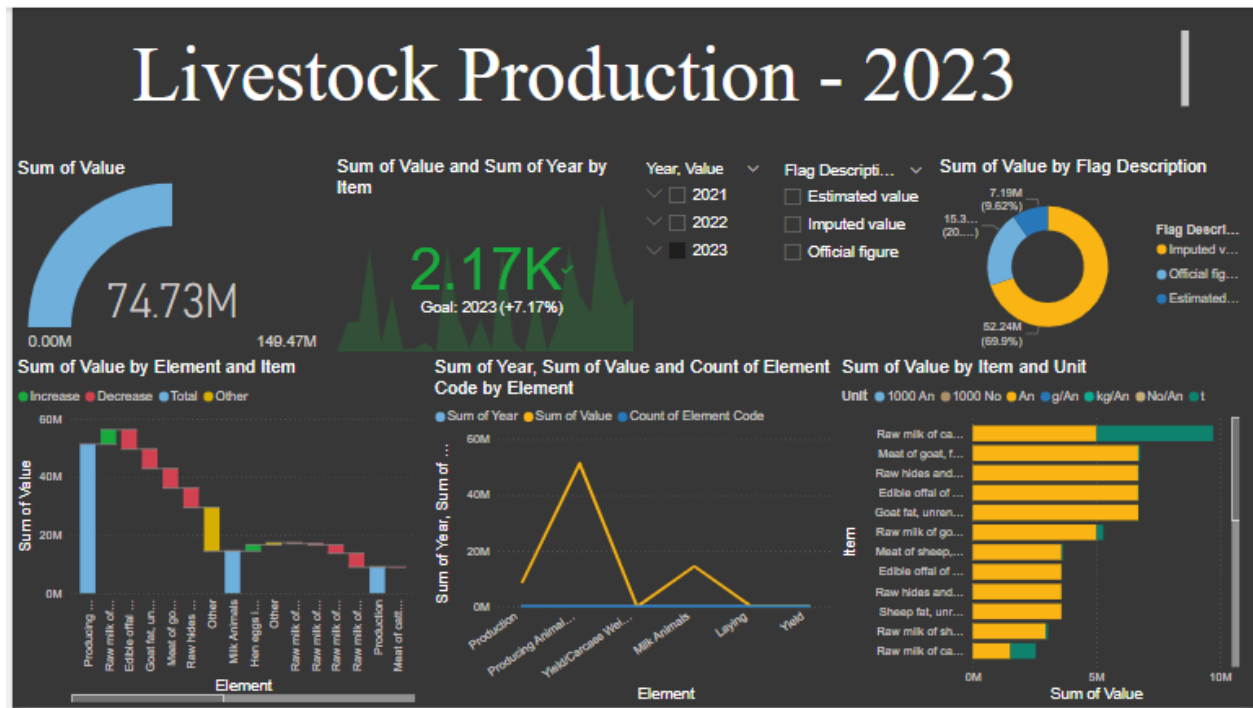 Livestock Production - 2023
Sum of Value
74.73M
0.00M
149.47M
Sum of Value and Sum of Year by
Item
2.17K
Goal: 2023 (+7.17%)
Year, Value
2021
2022
2023
Flag Descripti...
Estimated value
Imputed value
Official figure
Sum of Value by Flag Description
7.19M
(9.62%)
15.3...
(20....)
52.24M
(69.9%)
Flag Descri...
Imputed v...
Official fig...
Estimated...
Sum of Value by Element and Item
Increase Decrease Total Other
Sum of Value
60M
40M
20M
0M
Producing ...
Raw milk of...
Edible offal ...
Goat fat, un...
Meat of go...
Raw hides ...
Other
Milk Animals
Hen eggs i...
Other
Raw milk of...
Raw milk of...
Raw milk of...
Raw milk of...
Production
Meat of catt...
Element
Sum of Year, Sum of Value and Count of Element
Code by Element
Sum of Year Sum of Value Count of Element Code
Sum of Year, Sum of ...
60M
40M
20M
0M
Production
Producing Animal...
Yield/Carcase Wei...
Milk Animals
Laying
Yield
Element
Sum of Value by Item and Unit
Unit 1000 An 1000 No An g/An kg/An No/An t
Item
Raw milk of ca...
Meat of goat, f...
Raw hides and...
Edible offal of ...
Goat fat, unren...
Raw milk of go...
Meat of sheep,...
Edible offal of ...
Raw hides and...
Sheep fat, unr...
Raw milk of sh...
Raw milk of ca...
0M
5M
10M
Sum of Value